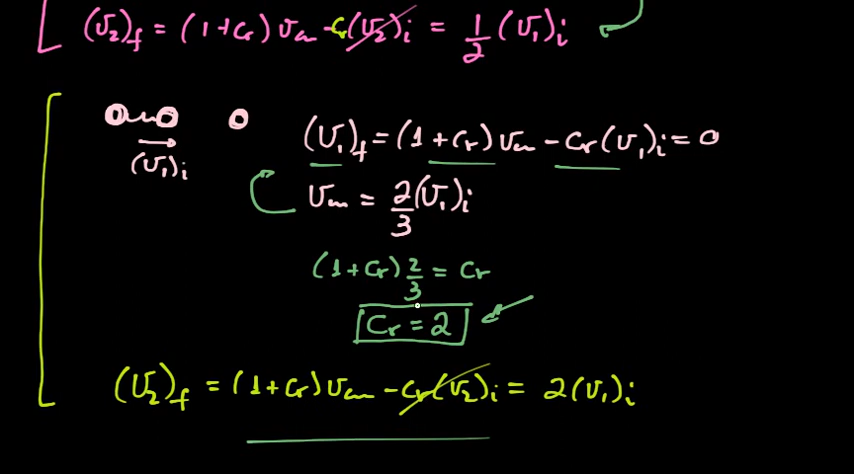 (v₂)f = (1+Cr) vcm - Cr(v₂)i = 1/2 (v₁)i
(v₁)i
(v₁)f = (1+Cr) vcm - Cr(v₁)i = 0
vcm = 2/3 (v₁)i
(1+Cr) 2/3 = Cr
Cr = 2
(v₂)f = (1+Cr) vcm - Cr(v₂)i = 2(v₁)i